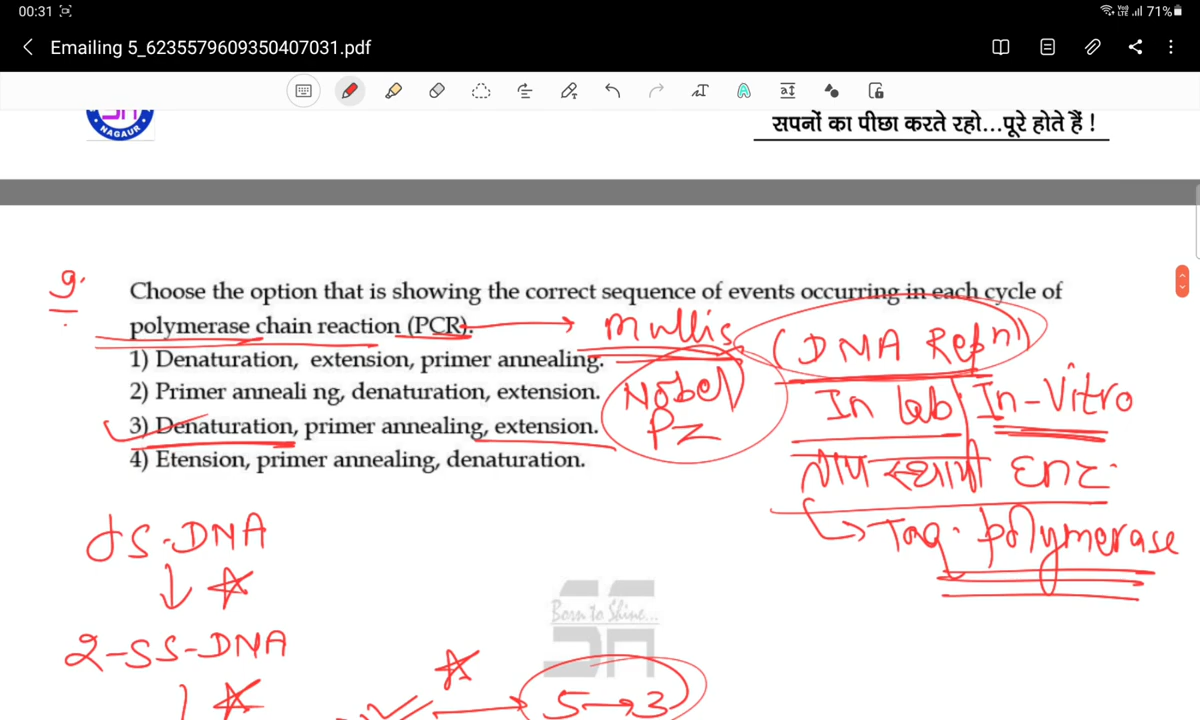 00:31
71%
Emailing 5_6235579609350407031.pdf
NAGAUR
सपनों का पीछा करते रहो...पूरे होते हैं !
9.
Choose the option that is showing the correct sequence of events occurring in each cycle of
polymerase chain reaction (PCR). → mullis (DNA Repn)
1) Denaturation, extension, primer annealing.
2) Primer anneali ng, denaturation, extension.
Nobel
Pz
In lab In-Vitro
3) Denaturation, primer annealing, extension.
4) Etension, primer annealing, denaturation.
ताप स्थायी enz.
↳ Taq. polymerase
ds-DNA
↓
2-SS-DNA
Born to Shine...
5→3